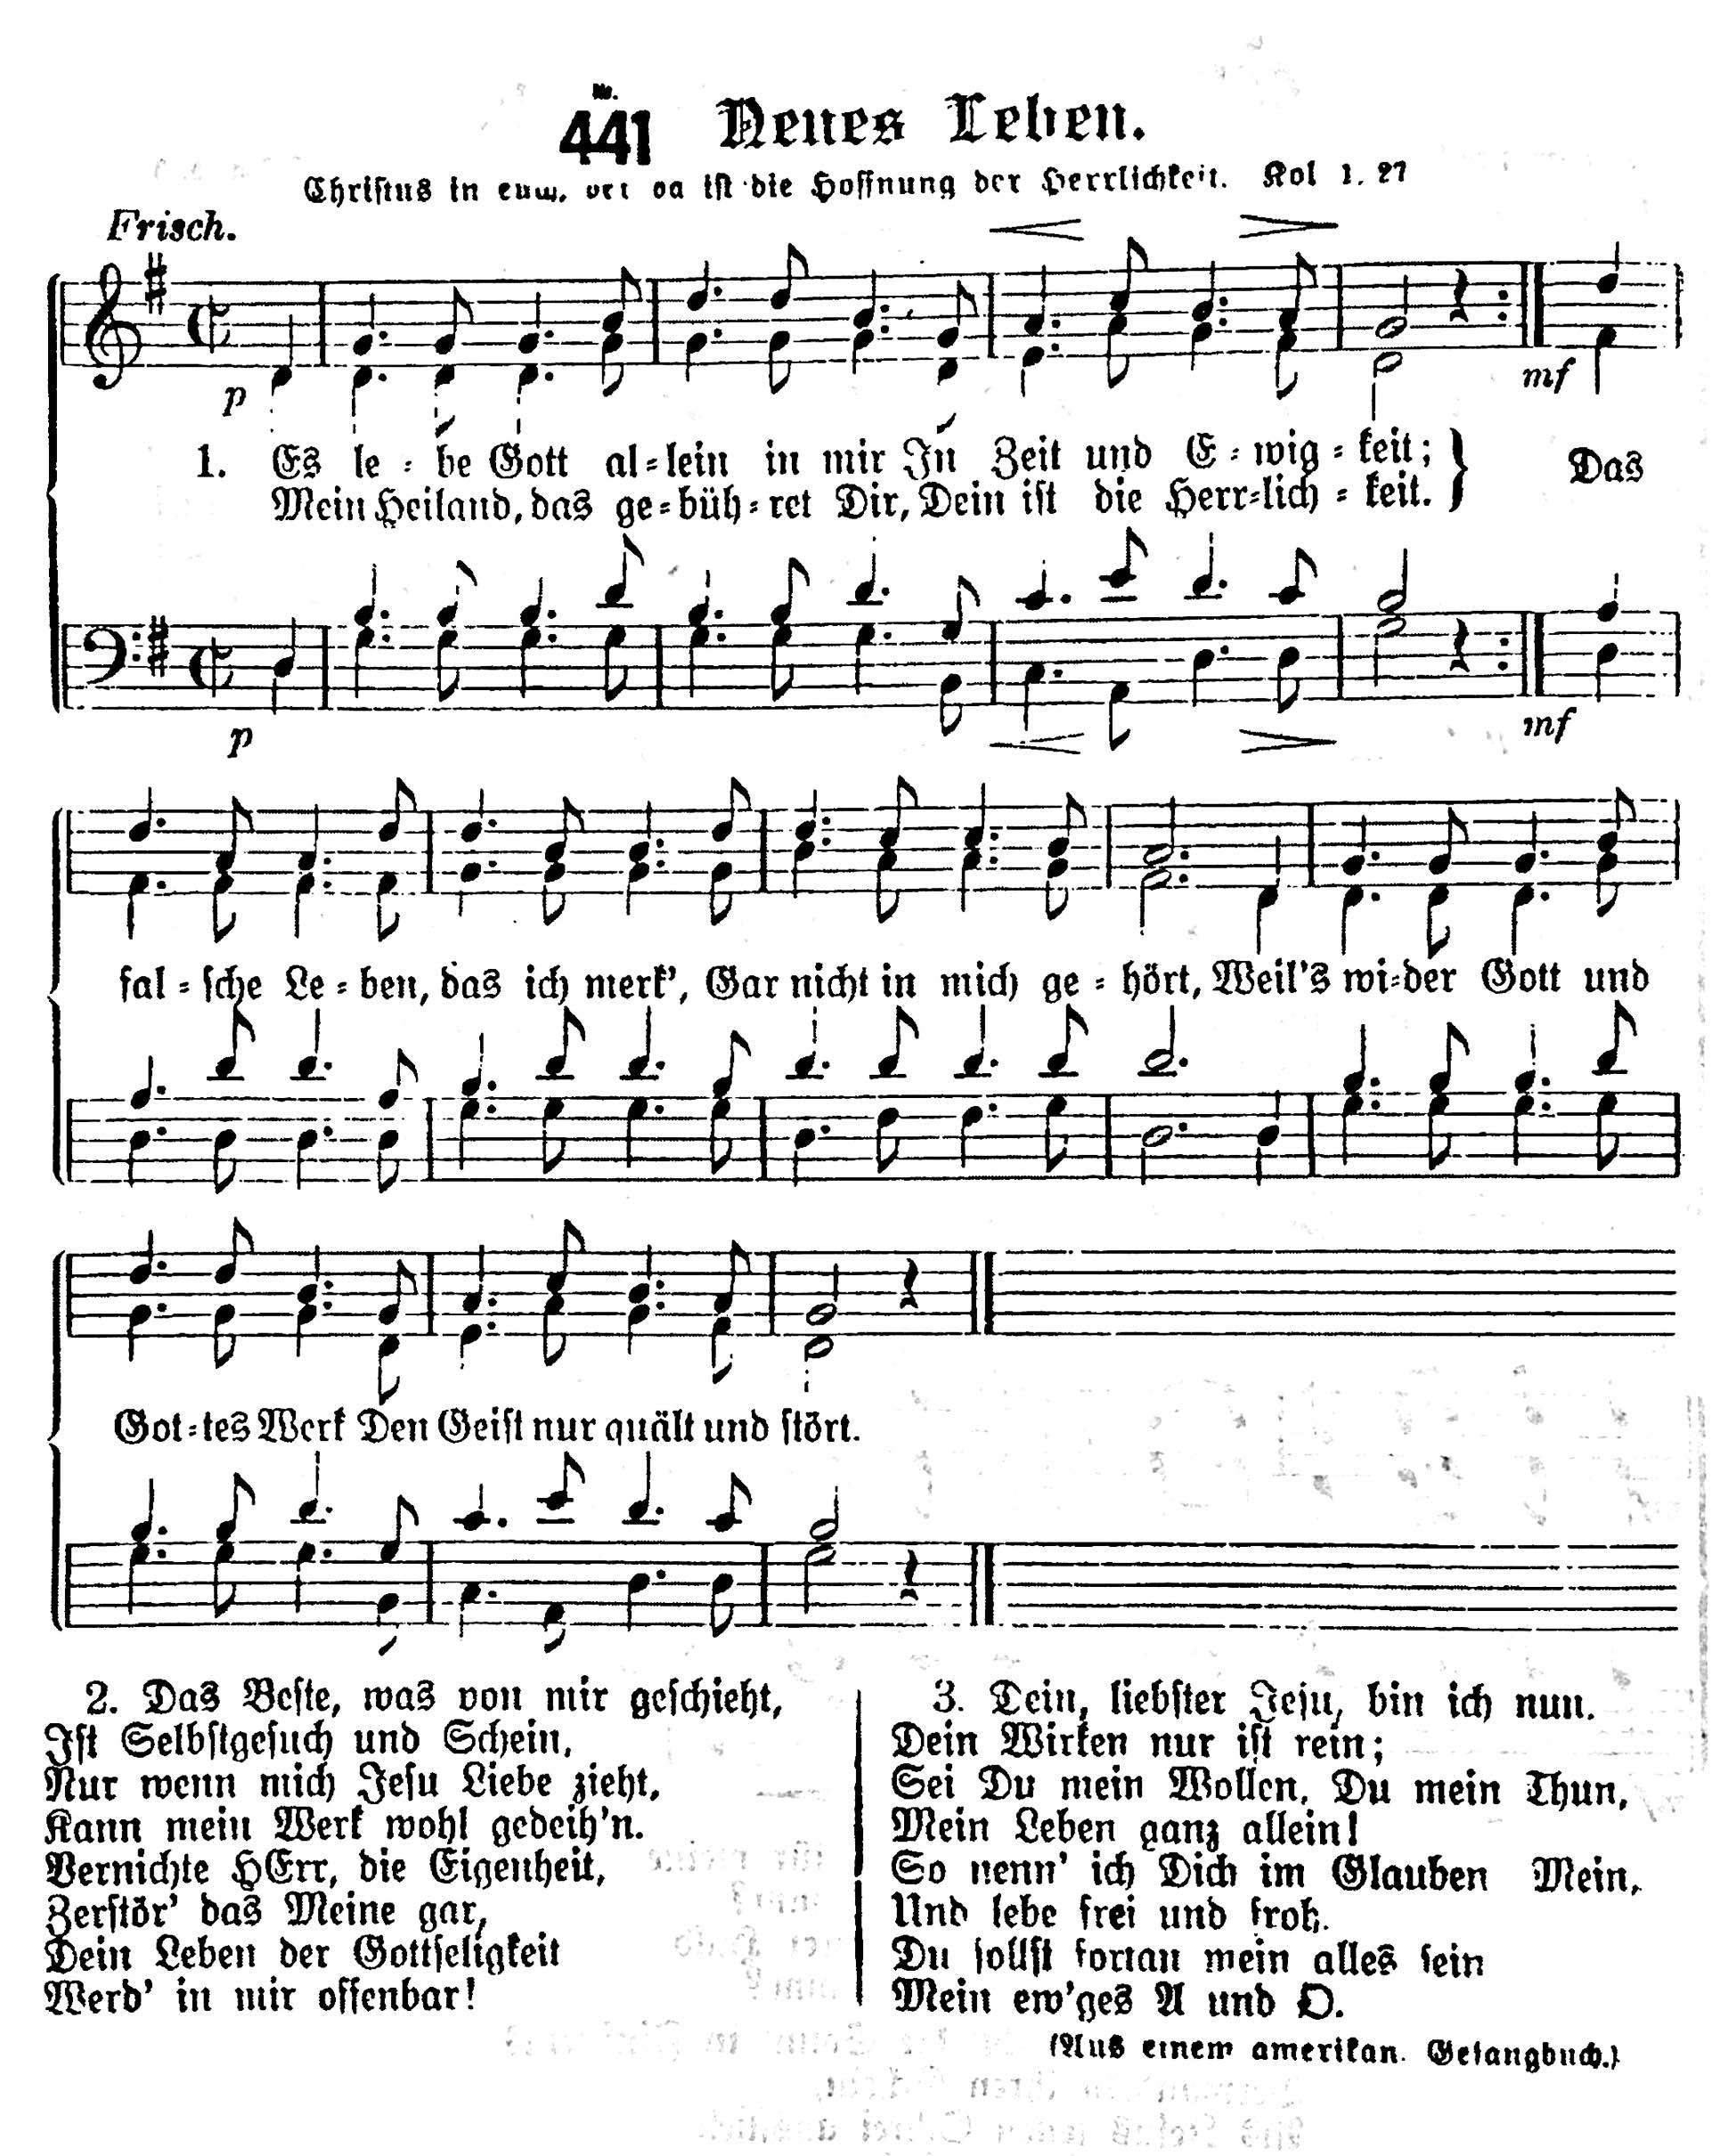 Nr.
441 Neues Leben.
Christus in euch, der da ist die Hoffnung der Herrlichkeit. Kol 1, 27
Frisch.
p mf
1. Es le=be Gott al=lein in mir In Zeit und E=wig=keit; } Das
Mein Heiland, das ge=büh=ret Dir, Dein ist die Herr=lich=keit.
p mf
fal=sche Le=ben, das ich merk', Gar nicht in mich ge=hört, Weil's wi=der Gott und
Got=tes Werk Den Geist nur quält und stört.
2. Das Beste, was von mir geschieht,
Ist Selbstgesuch und Schein,
Nur wenn mich Jesu Liebe zieht,
Kann mein Werk wohl gedeih'n.
Vernichte HErr, die Eigenheit,
Zerstör' das Meine gar,
Dein Leben der Gottseligkeit
Werd' in mir offenbar!
3. Dein, liebster Jesu, bin ich nun.
Dein Wirken nur ist rein;
Sei Du mein Wollen, Du mein Thun,
Mein Leben ganz allein!
So nenn' ich Dich im Glauben Mein,
Und lebe frei und froh.
Du sollst fortan mein alles sein
Mein ew'ges A und O.
(Aus einem amerikan. Gesangbuch.)